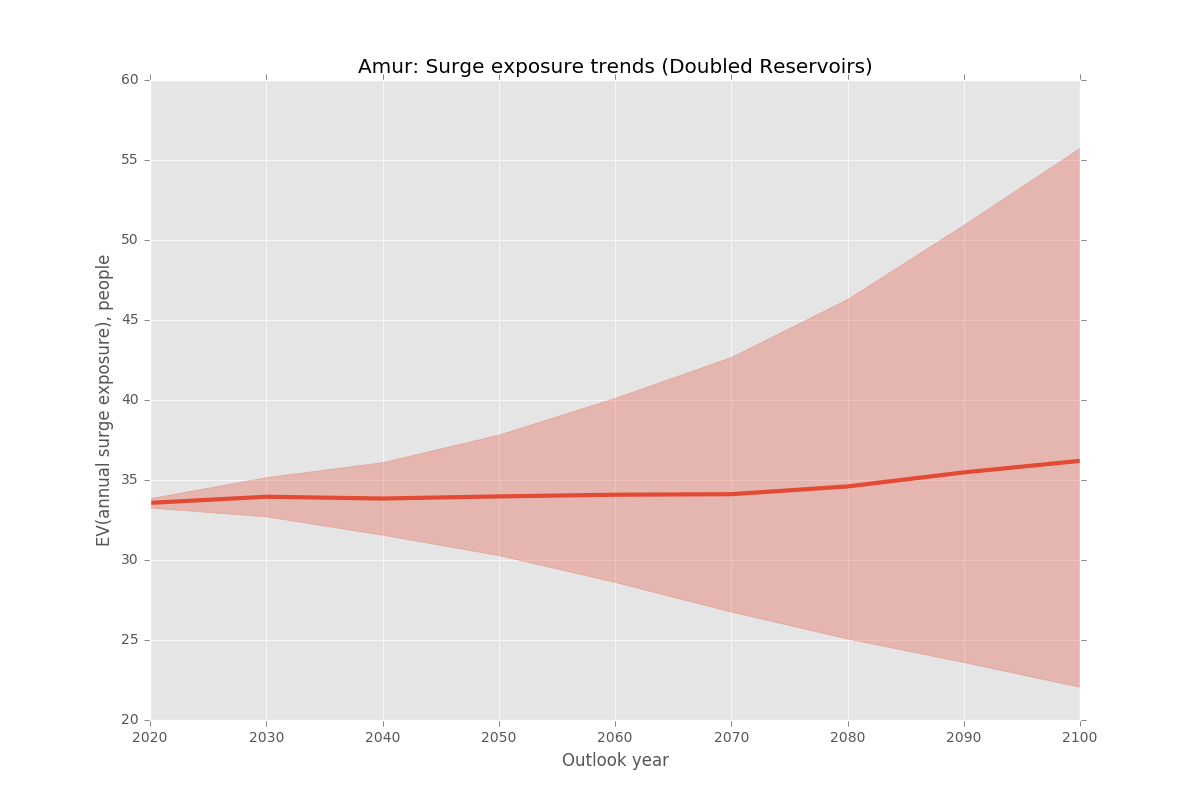 Amur: Surge exposure trends (Doubled Reservoirs)
60
55
50
45
40
35
30
25
20
EV(annual surge exposure), people
2020 2030 2040 2050 2060 2070 2080 2090 2100
Outlook year